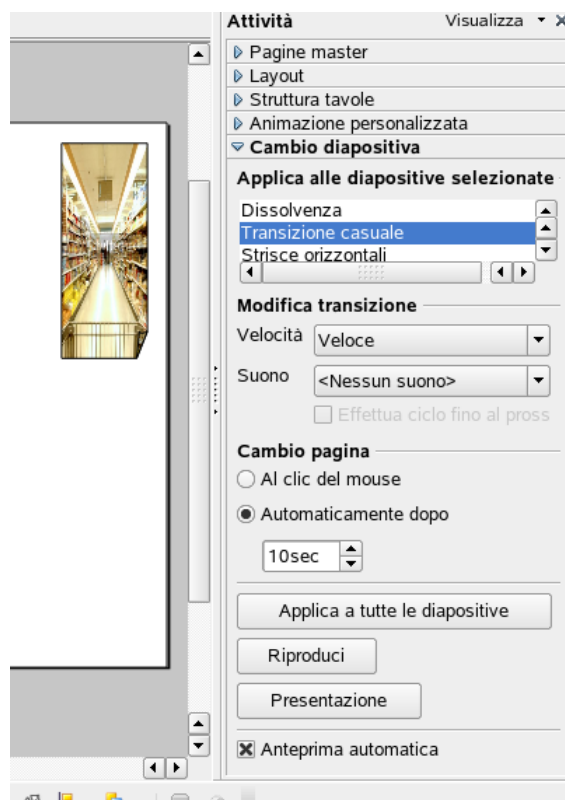 Attività Visualizza
Pagine master
Layout
Struttura tavole
Animazione personalizzata
Cambio diapositiva
Applica alle diapositive selezionate
Dissolvenza
Transizione casuale
Strisce orizzontali
Modifica transizione
Velocità Veloce
Suono <Nessun suono>
Effettua ciclo fino al pross
Cambio pagina
Al clic del mouse
Automaticamente dopo
10sec
Applica a tutte le diapositive
Riproduci
Presentazione
Anteprima automatica